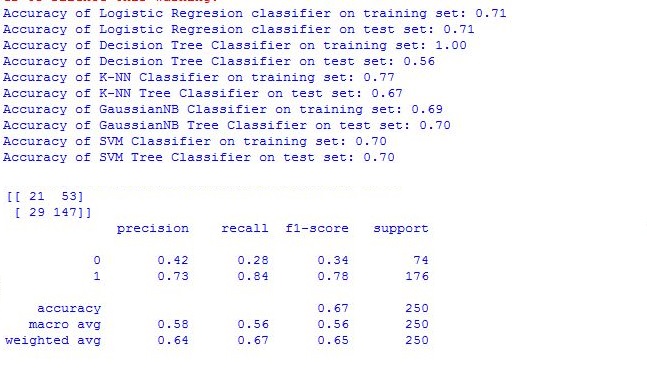 Accuracy of Logistic Regresion classifier on training set: 0.71
Accuracy of Logistic Regresion classifier on test set: 0.71
Accuracy of Decision Tree Classifier on training set: 1.00
Accuracy of Decision Tree Classifier on test set: 0.56
Accuracy of K-NN Classifier on training set: 0.77
Accuracy of K-NN Tree Classifier on test set: 0.67
Accuracy of GaussianNB Classifier on training set: 0.69
Accuracy of GaussianNB Tree Classifier on test set: 0.70
Accuracy of SVM Classifier on training set: 0.70
Accuracy of SVM Tree Classifier on test set: 0.70
[[ 21  53]
 [ 29 147]]
precision recall f1-score support
0 0.42 0.28 0.34 74
1 0.73 0.84 0.78 176
accuracy 0.67 250
macro avg 0.58 0.56 0.56 250
weighted avg 0.64 0.67 0.65 250